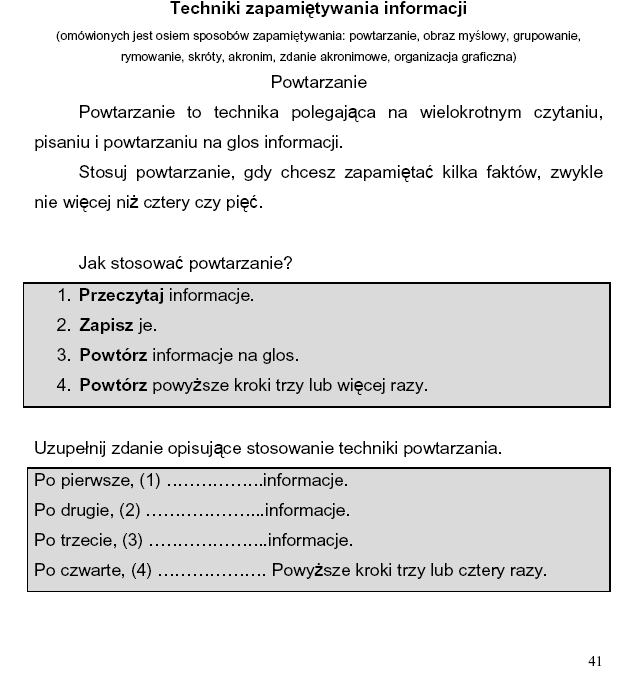 Techniki zapamiętywania informacji
(omówionych jest osiem sposobów zapamiętywania: powtarzanie, obraz myślowy, grupowanie,
rymowanie, skróty, akronim, zdanie akronimowe, organizacja graficzna)
Powtarzanie
Powtarzanie to technika polegająca na wielokrotnym czytaniu,
pisaniu i powtarzaniu na glos informacji.
Stosuj powtarzanie, gdy chcesz zapamiętać kilka faktów, zwykle
nie więcej niż cztery czy pięć.
Jak stosować powtarzanie?
1. Przeczytaj informacje.
2. Zapisz je.
3. Powtórz informacje na glos.
4. Powtórz powyższe kroki trzy lub więcej razy.
Uzupełnij zdanie opisujące stosowanie techniki powtarzania.
Po pierwsze, (1) ……………..informacje.
Po drugie, (2) ………………...informacje.
Po trzecie, (3) ………………...informacje.
Po czwarte, (4) ………………. Powyższe kroki trzy lub cztery razy.
41